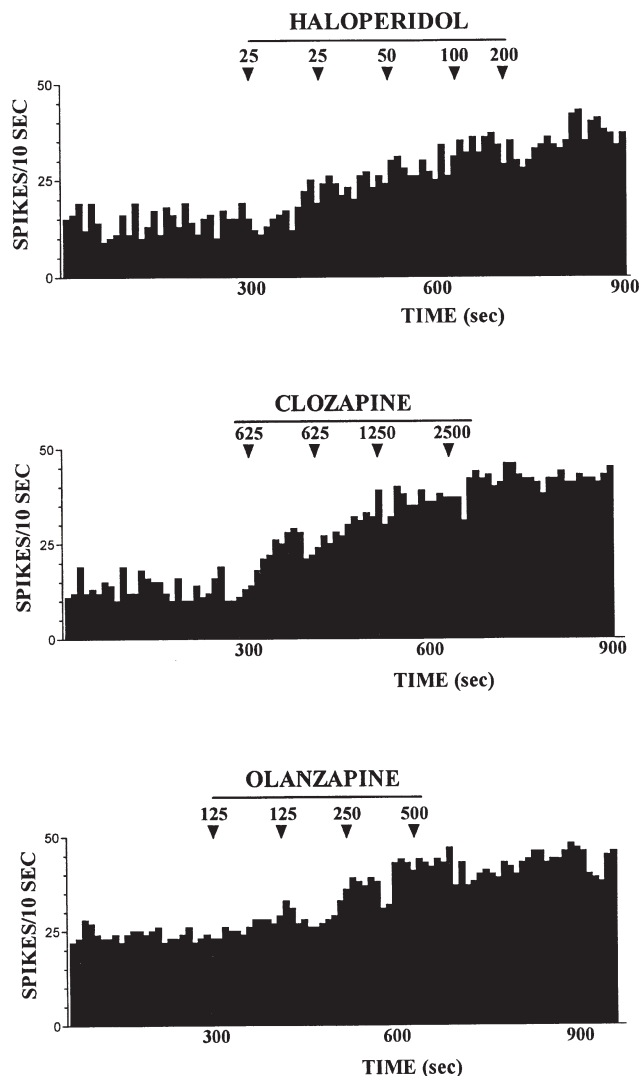 HALOPERIDOL
25 25 50 100 200
50
25
0
SPIKES/10 SEC
300 600 900
TIME (sec)
CLOZAPINE
625 625 1250 2500
50
25
0
SPIKES/10 SEC
300 600 900
TIME (sec)
OLANZAPINE
125 125 250 500
50
25
0
SPIKES/10 SEC
300 600 900
TIME (sec)